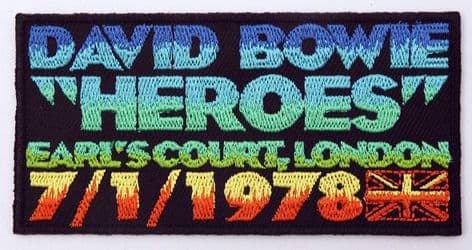 DAVID BOWIE
"HEROES"
EARL'S COURT, LONDON
7/1/1978